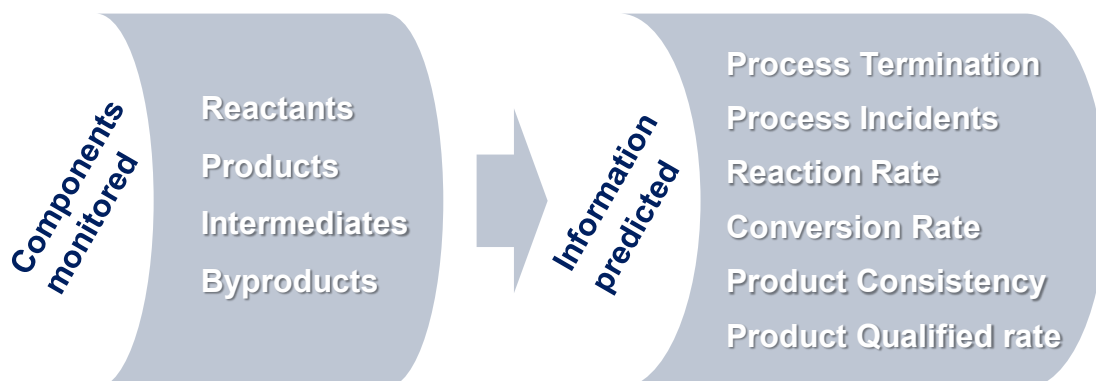 Components
monitored
Reactants
Products
Intermediates
Byproducts
Information
predicted
Process Termination
Process Incidents
Reaction Rate
Conversion Rate
Product Consistency
Product Qualified rate